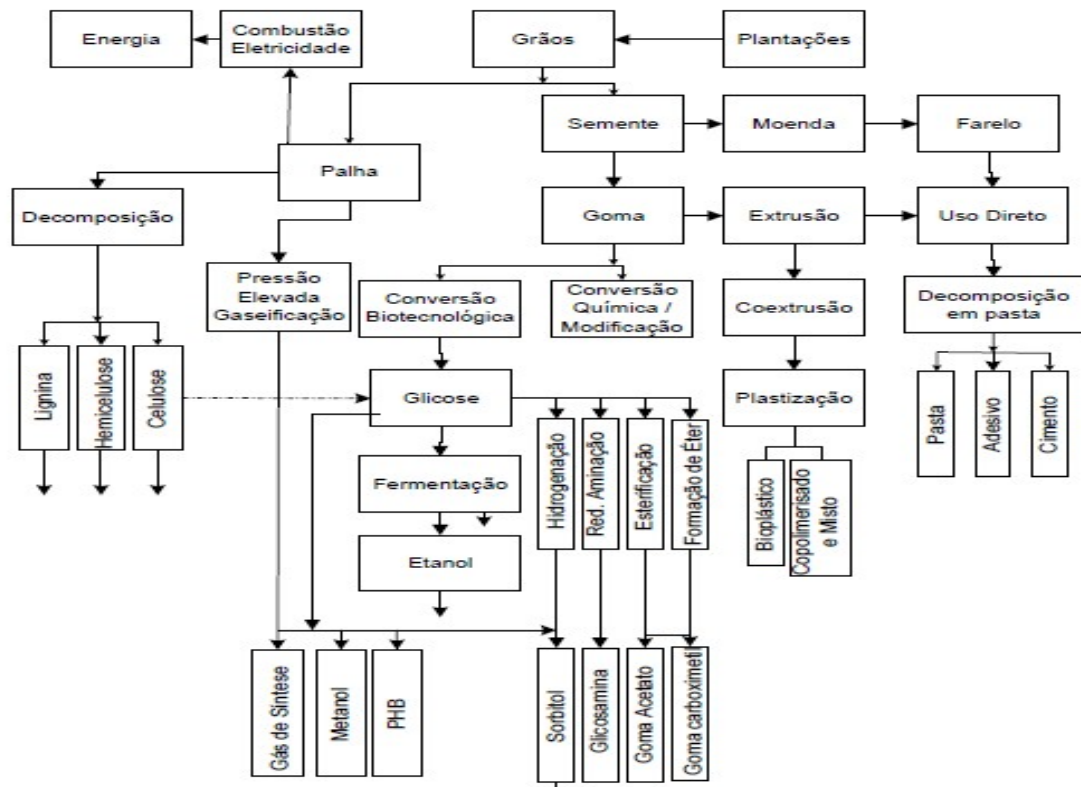 Energia
Combustão
Eletricidade
Grãos
Plantações
Semente
Moenda
Farelo
Palha
Decomposição
Goma
Extrusão
Uso Direto
Pressão
Elevada
Gaseificação
Conversão
Biotecnológica
Conversão
Química /
Modificação
Coextrusão
Decomposição
em pasta
Lignina
Hemicelulose
Celulose
Glicose
Plastização
Pasta
Adesivo
Cimento
Fermentação
Hidrogenação
Red. Aminação
Esterificação
Formação de Éter
Bioplástico
Copolimerisado
e Misto
Etanol
Gás de Síntese
Metanol
PHB
Sorbitol
Glicosamina
Goma Acetato
Goma carboximetil